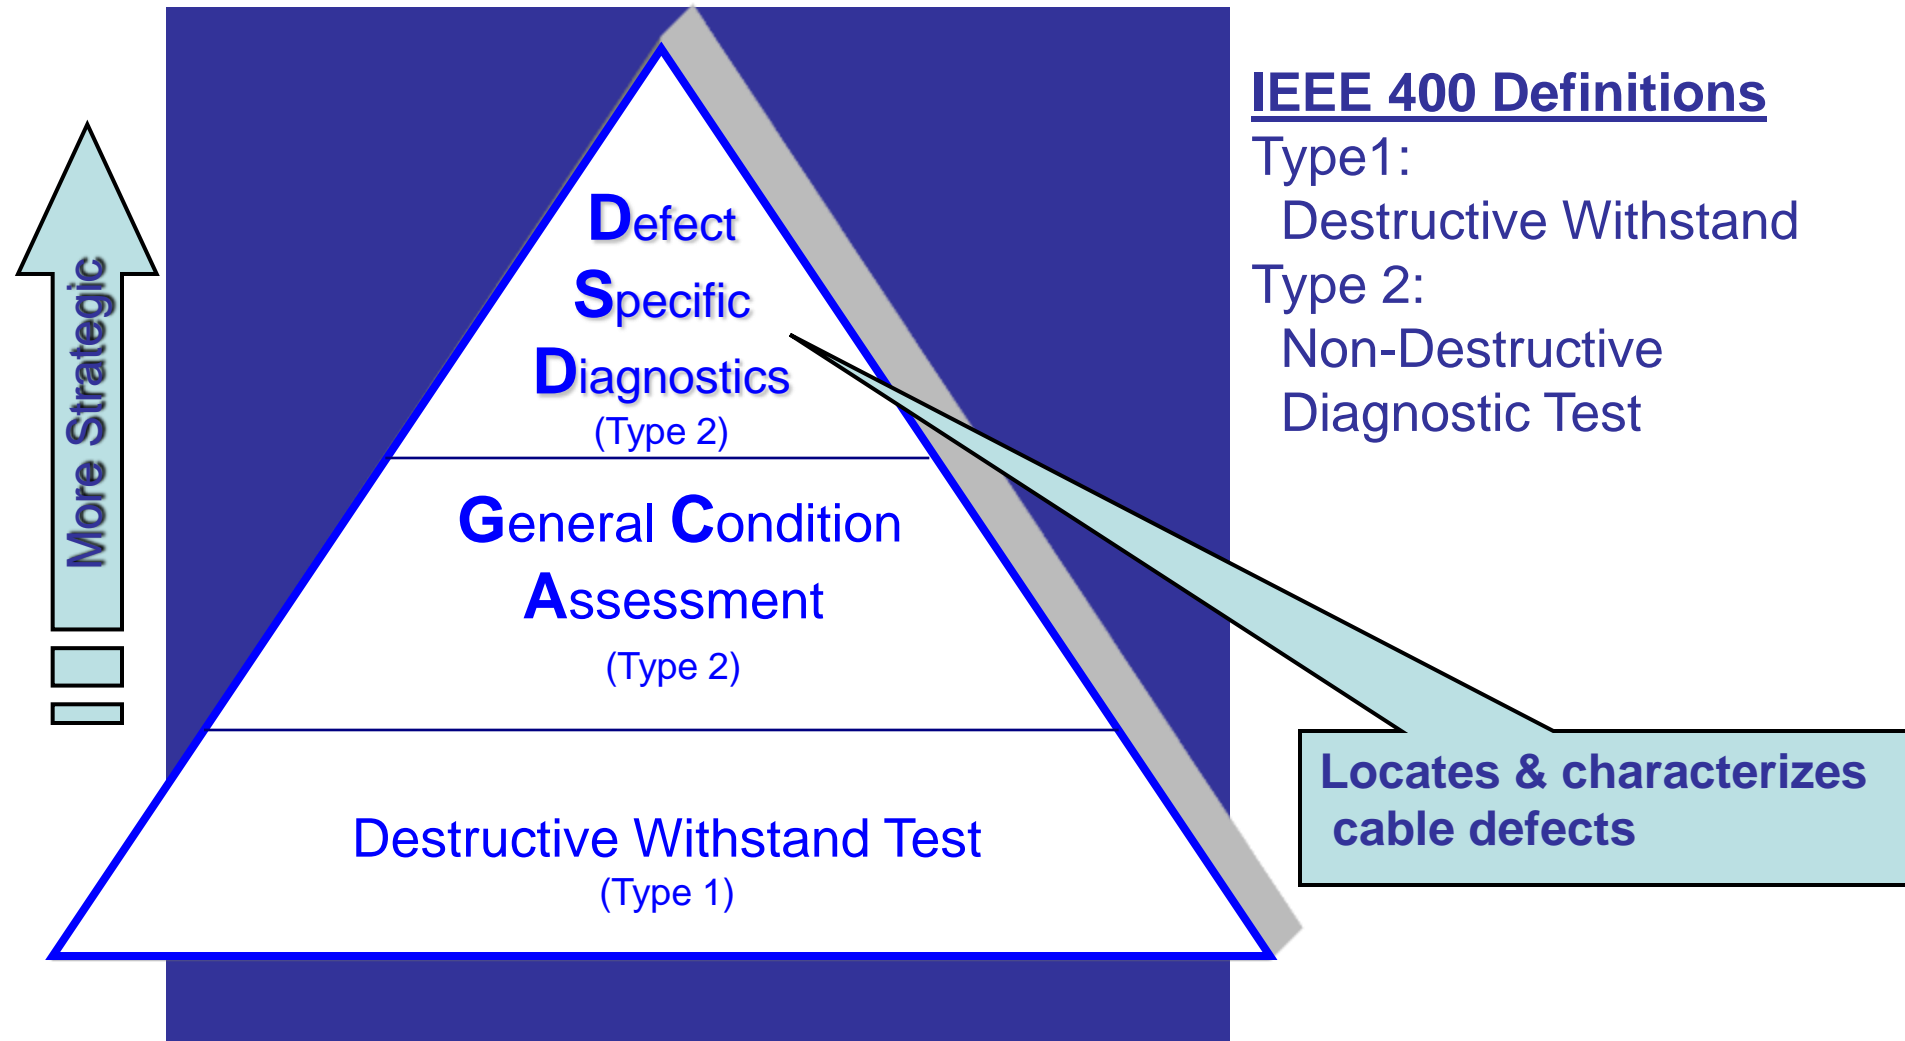 More Strategic
Defect
Specific
Diagnostics
(Type 2)
General Condition
Assessment
(Type 2)
Destructive Withstand Test
(Type 1)
IEEE 400 Definitions
Type1:
Destructive Withstand
Type 2:
Non-Destructive
Diagnostic Test
Locates & characterizes
cable defects